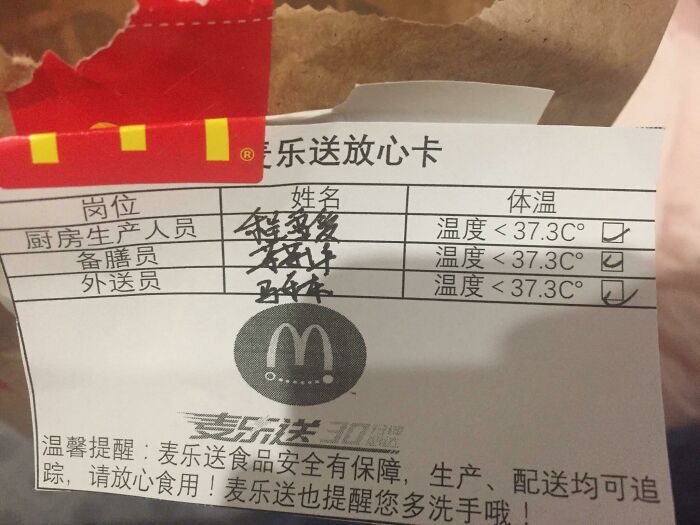 ®
麦乐送放心卡
岗位 姓名 体温
厨房生产人员 温度<37.3C°
备膳员 温度<37.3C°
外送员 温度<37.3C°
麦乐送 30
温馨提醒：麦乐送食品安全有保障，生产、配送均可追
踪，请放心食用！麦乐送也提醒您多洗手哦！